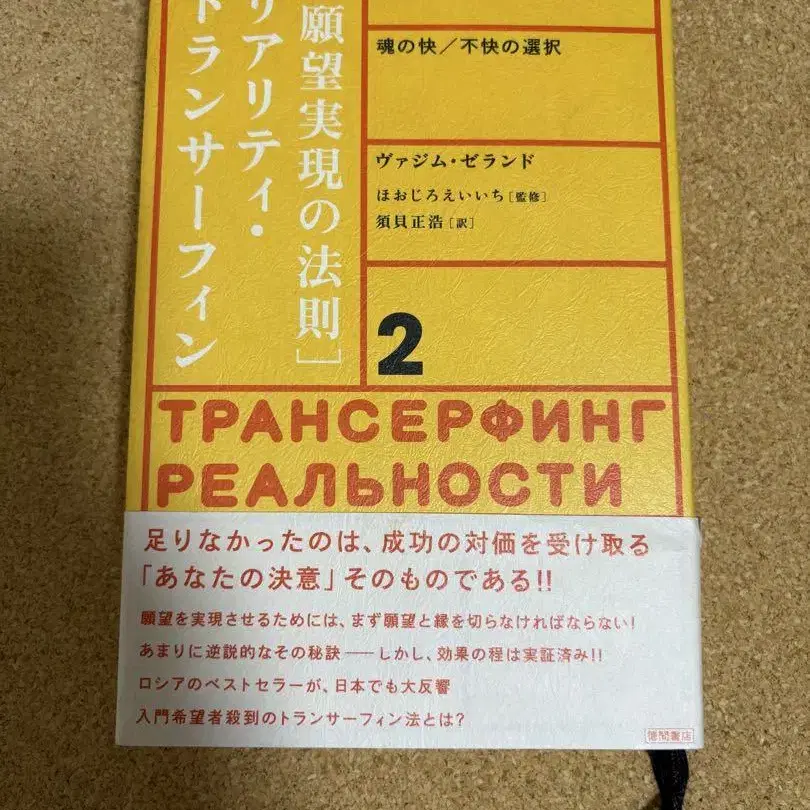 ［願望実現の法則］
リアリティ・
トランサーフィン
魂の快／不快の選択
ヴァジム・ゼランド
ほおじろえいいち［監修］
須貝正浩［訳］
2
ТРАНСЕРФИНГ
РЕАЛЬНОСТИ
足りなかったのは、成功の対価を受け取る
「あなたの決意」そのものである!!
願望を実現させるためには、まず願望と縁を切らなければならない!
あまりに逆説的なその秘訣——しかし、効果の程は実証済み!!
ロシアのベストセラーが、日本でも大反響
入門希望者殺到のトランサーフィン法とは?
徳間書店